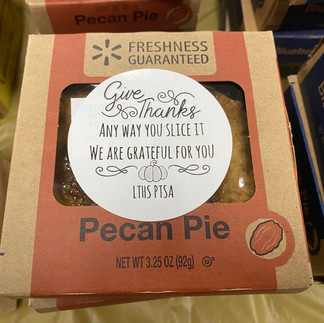 Pecan Pie
FRESHNESS
GUARANTEED
Give
Thanks
ANY WAY YOU SLICE IT
WE ARE GRATEFUL FOR YOU
LTHS PTSA
Pecan Pie
NET WT 3.25 OZ (92g)